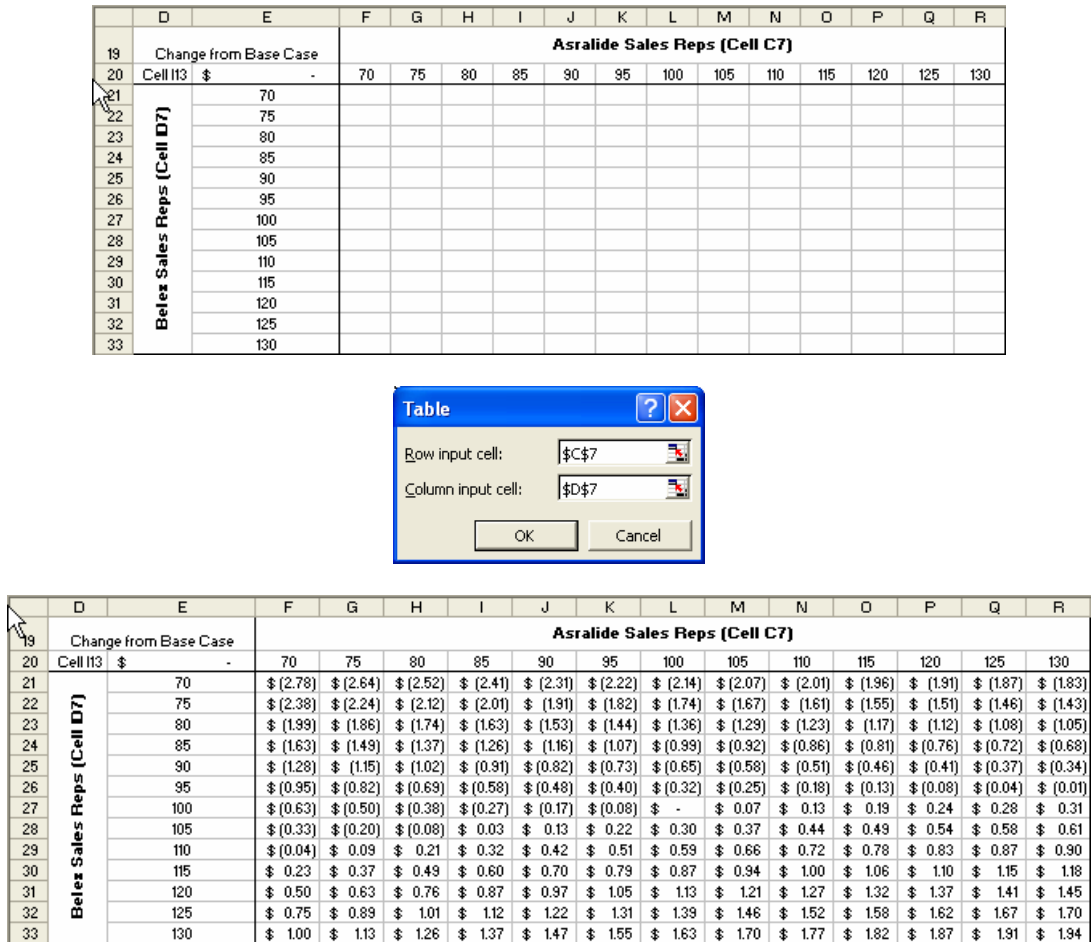 D E F G H I J K L M N O P Q R
19 Change from Base Case Asralide Sales Reps (Cell C7)
20 Cell I13 $ - 70 75 80 85 90 95 100 105 110 115 120 125 130
21 70
22 75
23 80
24 85
25 90
26 95
27 100
28 105
29 110
30 115
31 120
32 125
33 130
Belex Sales Reps (Cell D7)
Table
Row input cell: $C$7
Column input cell: $D$7
OK Cancel
D E F G H I J K L M N O P Q R
19 Change from Base Case Asralide Sales Reps (Cell C7)
20 Cell I13 $ - 70 75 80 85 90 95 100 105 110 115 120 125 130
21 70 $ (2.78) $ (2.64) $ (2.52) $ (2.41) $ (2.31) $ (2.22) $ (2.14) $ (2.07) $ (2.01) $ (1.96) $ (1.91) $ (1.87) $ (1.83)
22 75 $ (2.38) $ (2.24) $ (2.12) $ (2.01) $ (1.91) $ (1.82) $ (1.74) $ (1.67) $ (1.61) $ (1.55) $ (1.51) $ (1.46) $ (1.43)
23 80 $ (1.99) $ (1.86) $ (1.74) $ (1.63) $ (1.53) $ (1.44) $ (1.36) $ (1.29) $ (1.23) $ (1.17) $ (1.12) $ (1.08) $ (1.05)
24 85 $ (1.63) $ (1.49) $ (1.37) $ (1.26) $ (1.16) $ (1.07) $ (0.99) $ (0.92) $ (0.86) $ (0.81) $ (0.76) $ (0.72) $ (0.68)
25 90 $ (1.28) $ (1.15) $ (1.02) $ (0.91) $ (0.82) $ (0.73) $ (0.65) $ (0.58) $ (0.51) $ (0.46) $ (0.41) $ (0.37) $ (0.34)
26 95 $ (0.95) $ (0.82) $ (0.69) $ (0.58) $ (0.48) $ (0.40) $ (0.32) $ (0.25) $ (0.18) $ (0.13) $ (0.08) $ (0.04) $ (0.01)
27 100 $ (0.63) $ (0.50) $ (0.38) $ (0.27) $ (0.17) $ (0.08) $ - $ 0.07 $ 0.13 $ 0.19 $ 0.24 $ 0.28 $ 0.31
28 105 $ (0.33) $ (0.20) $ (0.08) $ 0.03 $ 0.13 $ 0.22 $ 0.30 $ 0.37 $ 0.44 $ 0.49 $ 0.54 $ 0.58 $ 0.61
29 110 $ (0.04) $ 0.09 $ 0.21 $ 0.32 $ 0.42 $ 0.51 $ 0.59 $ 0.66 $ 0.72 $ 0.78 $ 0.83 $ 0.87 $ 0.90
30 115 $ 0.23 $ 0.37 $ 0.49 $ 0.60 $ 0.70 $ 0.79 $ 0.87 $ 0.94 $ 1.00 $ 1.06 $ 1.10 $ 1.15 $ 1.18
31 120 $ 0.50 $ 0.63 $ 0.76 $ 0.87 $ 0.97 $ 1.05 $ 1.13 $ 1.21 $ 1.27 $ 1.32 $ 1.37 $ 1.41 $ 1.45
32 125 $ 0.75 $ 0.89 $ 1.01 $ 1.12 $ 1.22 $ 1.31 $ 1.39 $ 1.46 $ 1.52 $ 1.58 $ 1.62 $ 1.67 $ 1.70
33 130 $ 1.00 $ 1.13 $ 1.26 $ 1.37 $ 1.47 $ 1.55 $ 1.63 $ 1.70 $ 1.77 $ 1.82 $ 1.87 $ 1.91 $ 1.94
Belex Sales Reps (Cell D7)